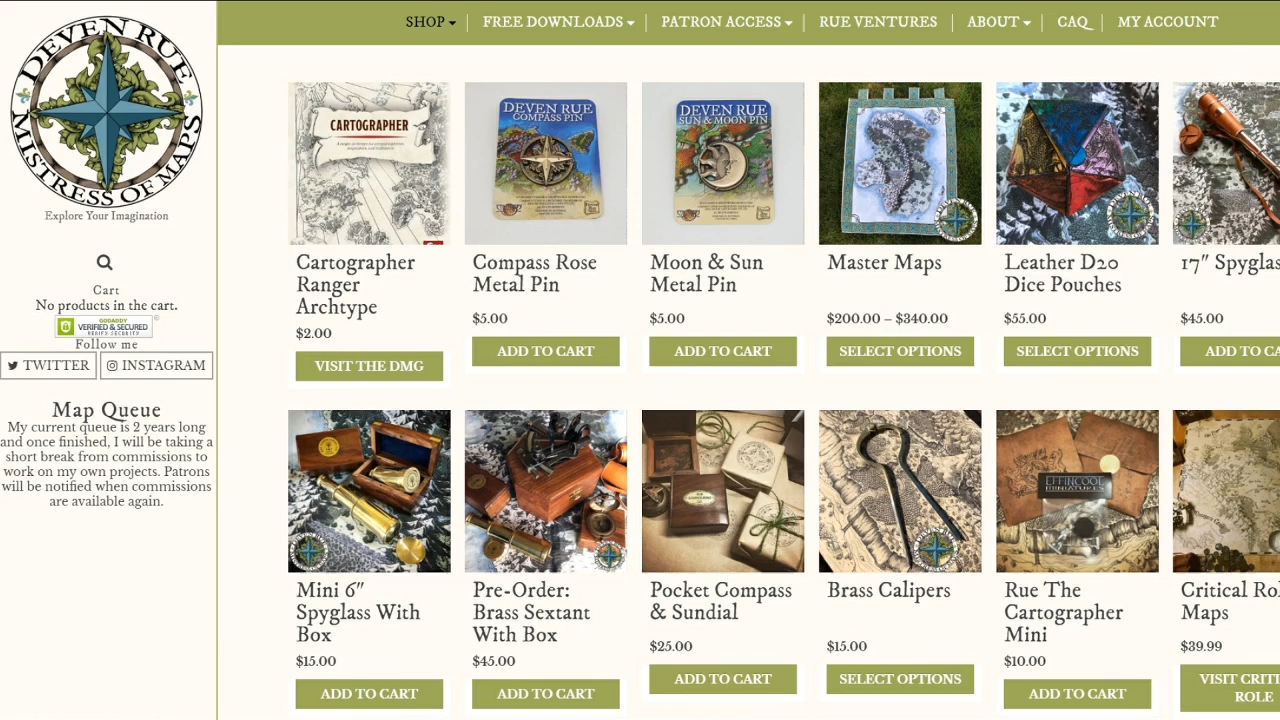 DEVEN RUE
MISTRESS OF MAPS
Explore Your Imagination
Cart
No products in the cart.
GODADDY
VERIFIED & SECURED
VERIFY SECURITY
Follow me
TWITTER
INSTAGRAM
Map Queue
My current queue is 2 years long
and once finished, I will be taking a
short break from commissions to
work on my own projects. Patrons
will be notified when commissions
are available again.
SHOP
FREE DOWNLOADS
PATRON ACCESS
RUE VENTURES
ABOUT
CAQ
MY ACCOUNT
CARTOGRAPHER
Cartographer
Ranger
Archtype
$2.00
VISIT THE DMG
DEVEN RUE
COMPASS PIN
Compass Rose
Metal Pin
$5.00
ADD TO CART
DEVEN RUE
SUN & MOON PIN
Moon & Sun
Metal Pin
$5.00
ADD TO CART
Master Maps
$200.00 – $340.00
SELECT OPTIONS
Leather D20
Dice Pouches
$55.00
SELECT OPTIONS
17" Spyglas
$45.00
ADD TO CA
Mini 6"
Spyglass With
Box
$15.00
ADD TO CART
Pre-Order:
Brass Sextant
With Box
$45.00
ADD TO CART
Pocket Compass
& Sundial
$25.00
ADD TO CART
Brass Calipers
$15.00
SELECT OPTIONS
EFFINCOOL
MINIATURES
Rue The
Cartographer
Mini
$10.00
ADD TO CART
Critical Ro
Maps
$39.99
VISIT CRITI
ROLE